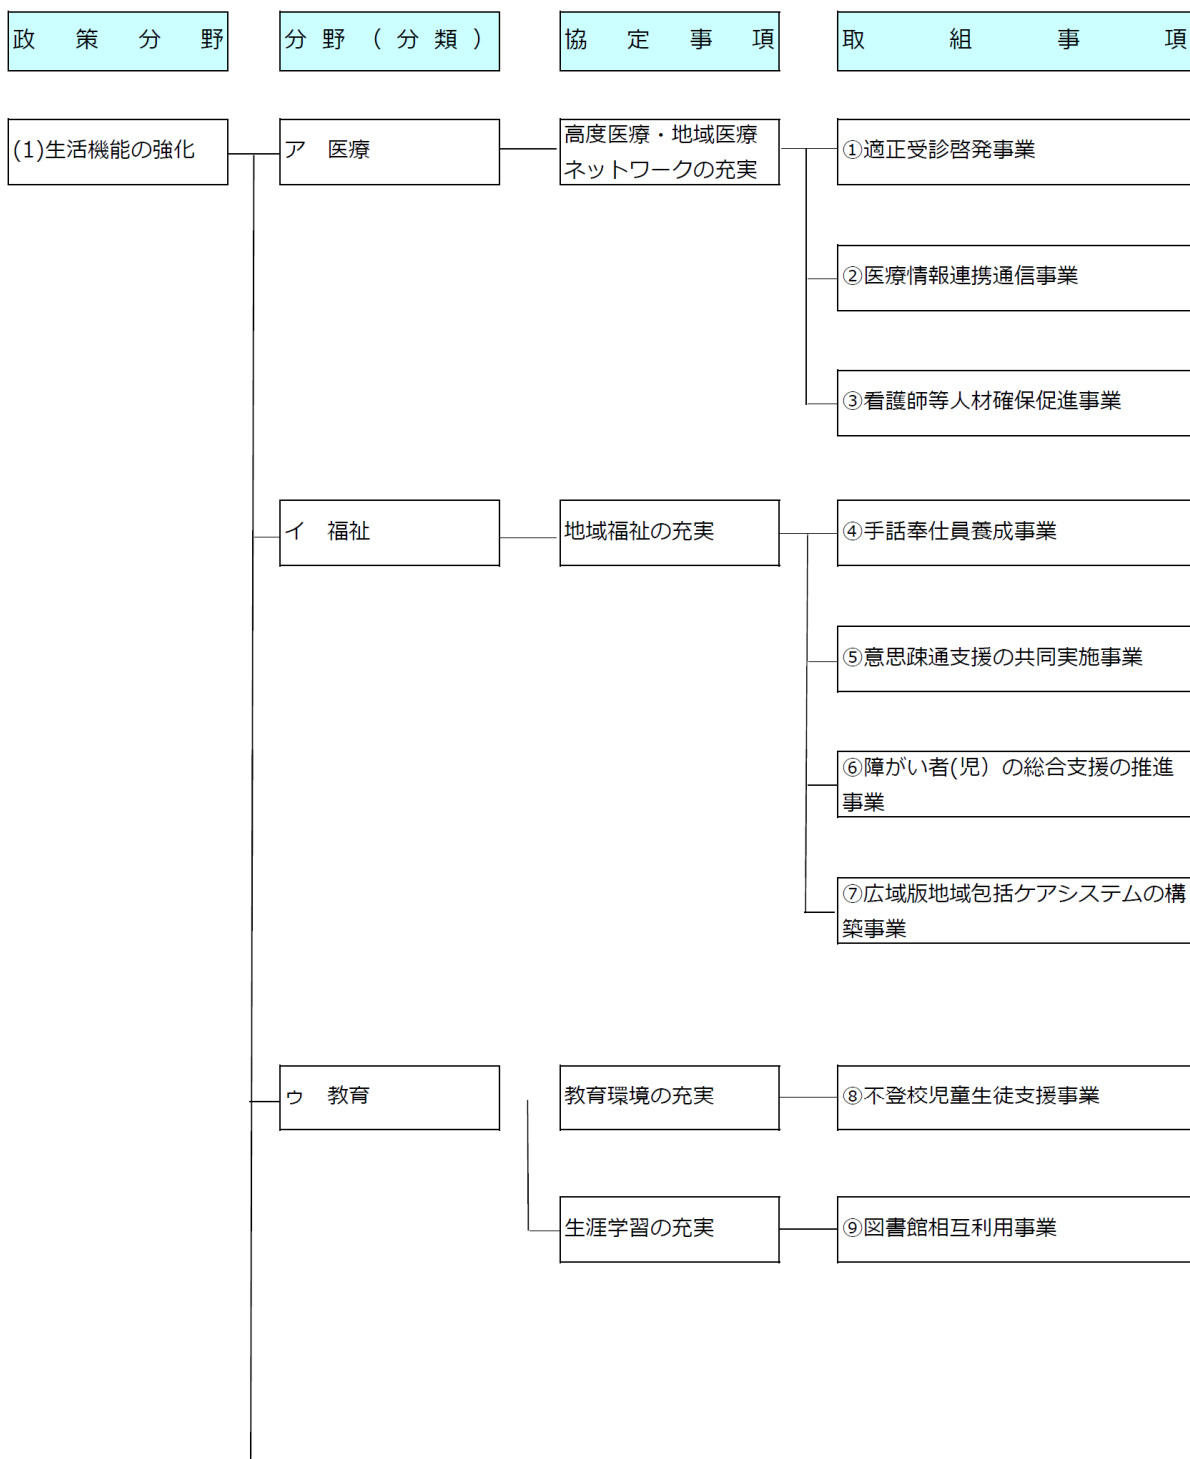 政策分野
分野（分類）
協定事項
取組事項
(1)生活機能の強化
ア　医療
高度医療・地域医療
ネットワークの充実
①適正受診啓発事業
②医療情報連携通信事業
③看護師等人材確保促進事業
イ　福祉
地域福祉の充実
④手話奉仕員養成事業
⑤意思疎通支援の共同実施事業
⑥障がい者(児）の総合支援の推進
事業
⑦広域版地域包括ケアシステムの構
築事業
ゥ　教育
教育環境の充実
⑧不登校児童生徒支援事業
生涯学習の充実
⑨図書館相互利用事業